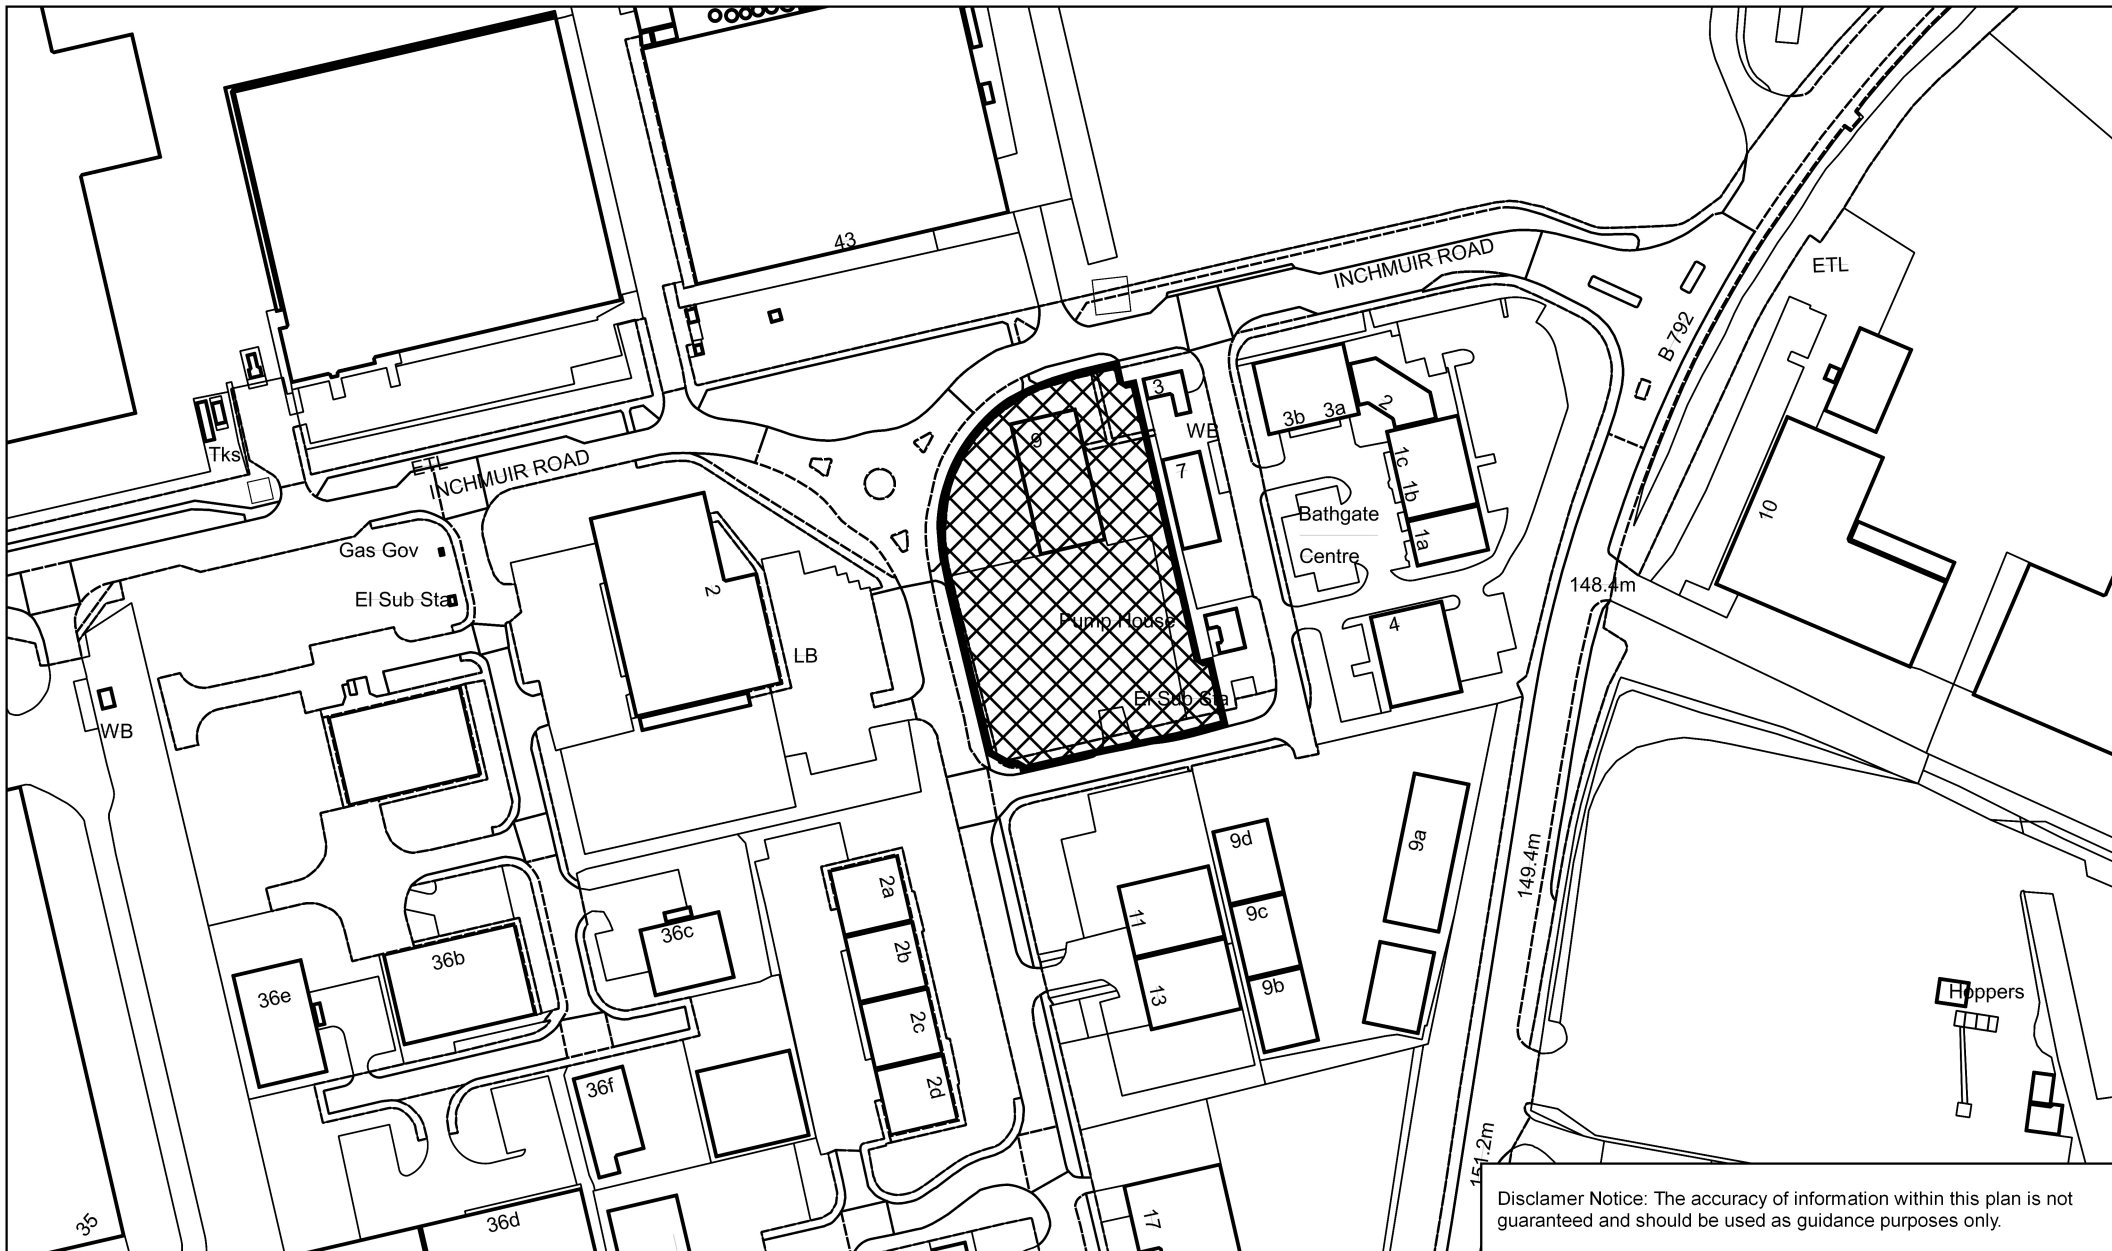 43
INCHMUIR ROAD
ETL
B 792
3
3b
3a
2
WB
9
7
1c
1b
1a
Tks
ETL
INCHMUIR ROAD
Bathgate
Centre
10
Gas Gov
El Sub Sta
2
148.4m
Pump House
4
LB
El Sub Sta
WB
9d
9a
149.4m
2a
9c
11
36c
2b
36b
9b
13
36e
Hoppers
2c
36f
2d
151.2m
35
36d
17
Disclamer Notice: The accuracy of information within this plan is not
guaranteed and should be used as guidance purposes only.